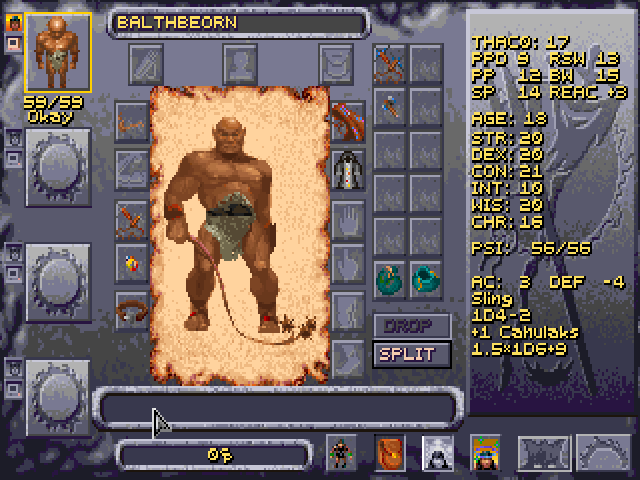 BALTHBEORN
59/59
Okay
THAC0: 17
PPD 9 RSW 13
PP 12 BW 15
SP 14 REAC +3
AGE: 18
STR: 20
DEX: 20
CON: 21
INT: 10
WIS: 20
CHR: 16
PSI: 56/56
AC: 3 DEF -4
Sling
1D4-2
+1 Cahulaks
1.5×1D6+9
DROP
SPLIT